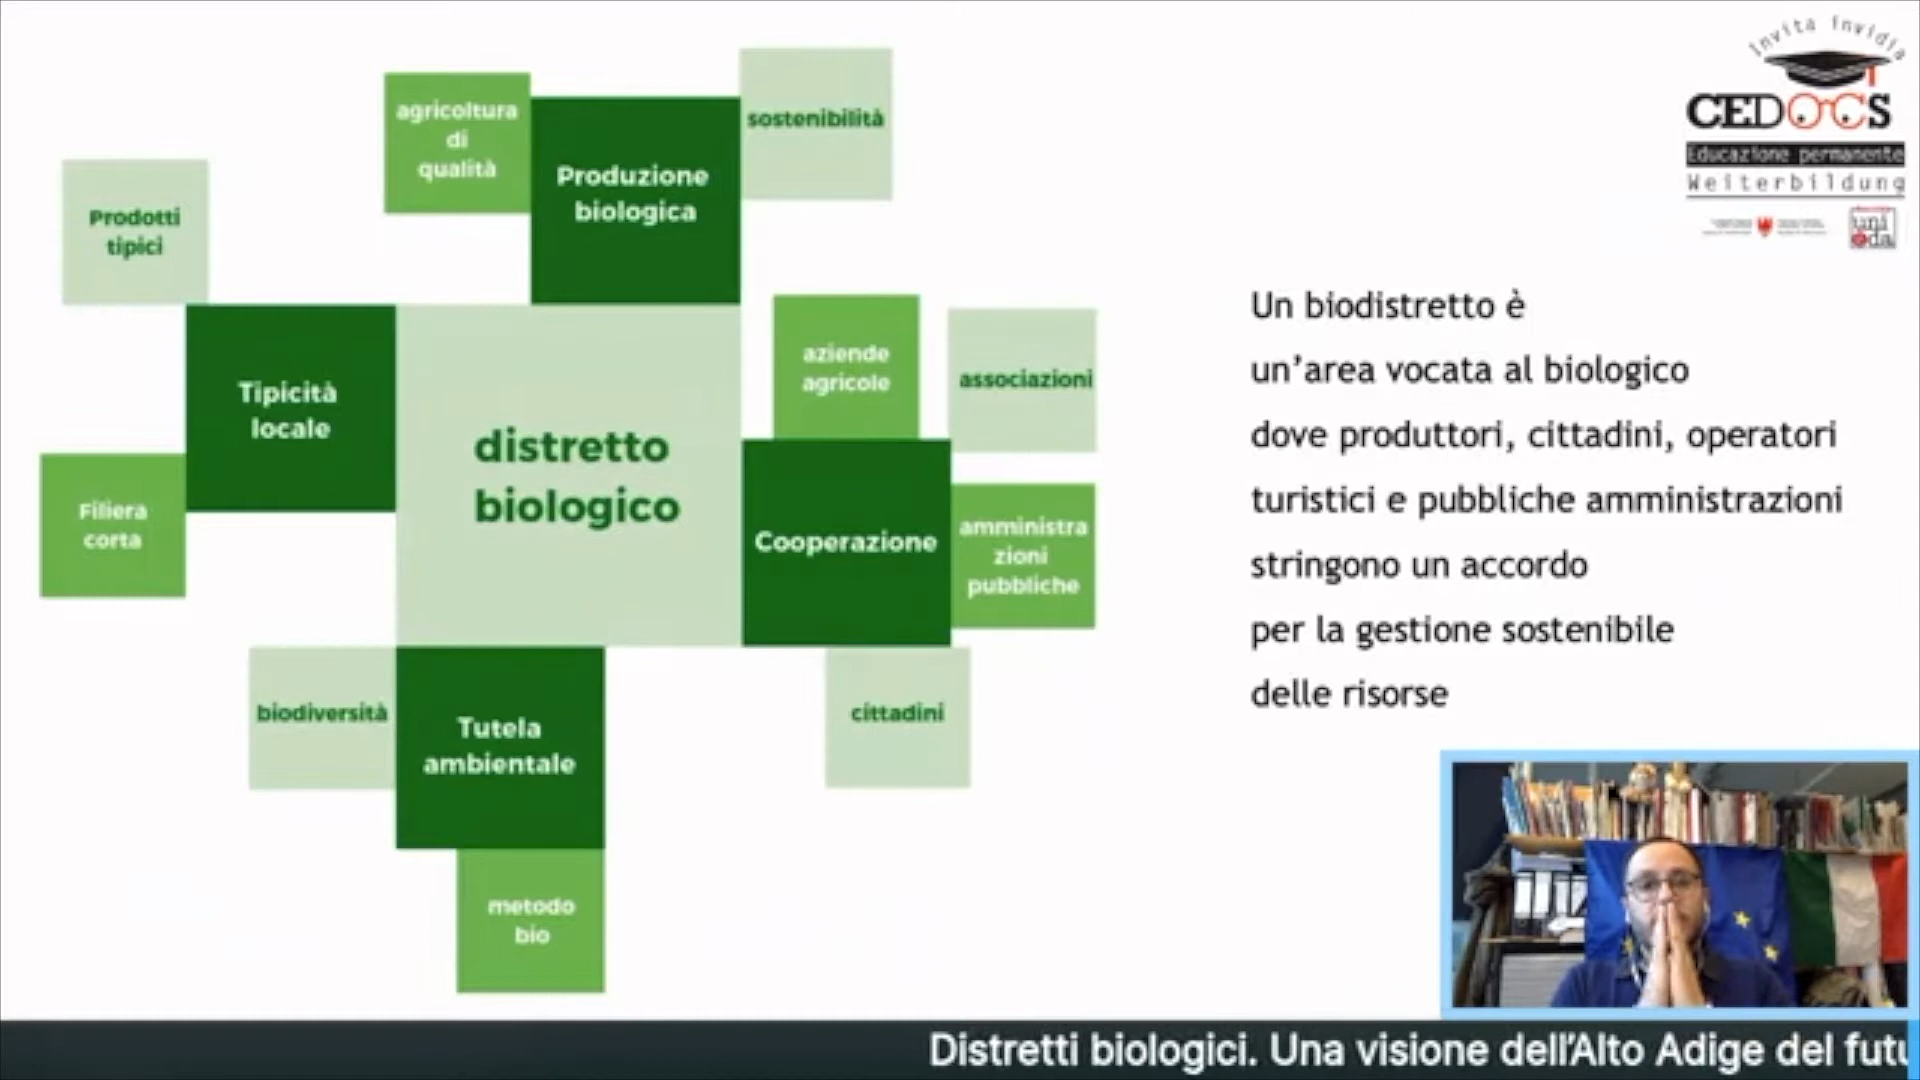 agricoltura
di
qualità
Produzione
biologica
sostenibilità
Prodotti
tipici
Tipicità
locale
Filiera
corta
distretto
biologico
aziende
agricole
associazioni
Cooperazione
amministra
zioni
pubbliche
cittadini
biodiversità
Tutela
ambientale
metodo
bio
Invita Invidia
CEDOCS
Educazione permanente
Weiterbildung
uni
eda
Un biodistretto è
un’area vocata al biologico
dove produttori, cittadini, operatori
turistici e pubbliche amministrazioni
stringono un accordo
per la gestione sostenibile
delle risorse
Distretti biologici. Una visione dell'Alto Adige del futu